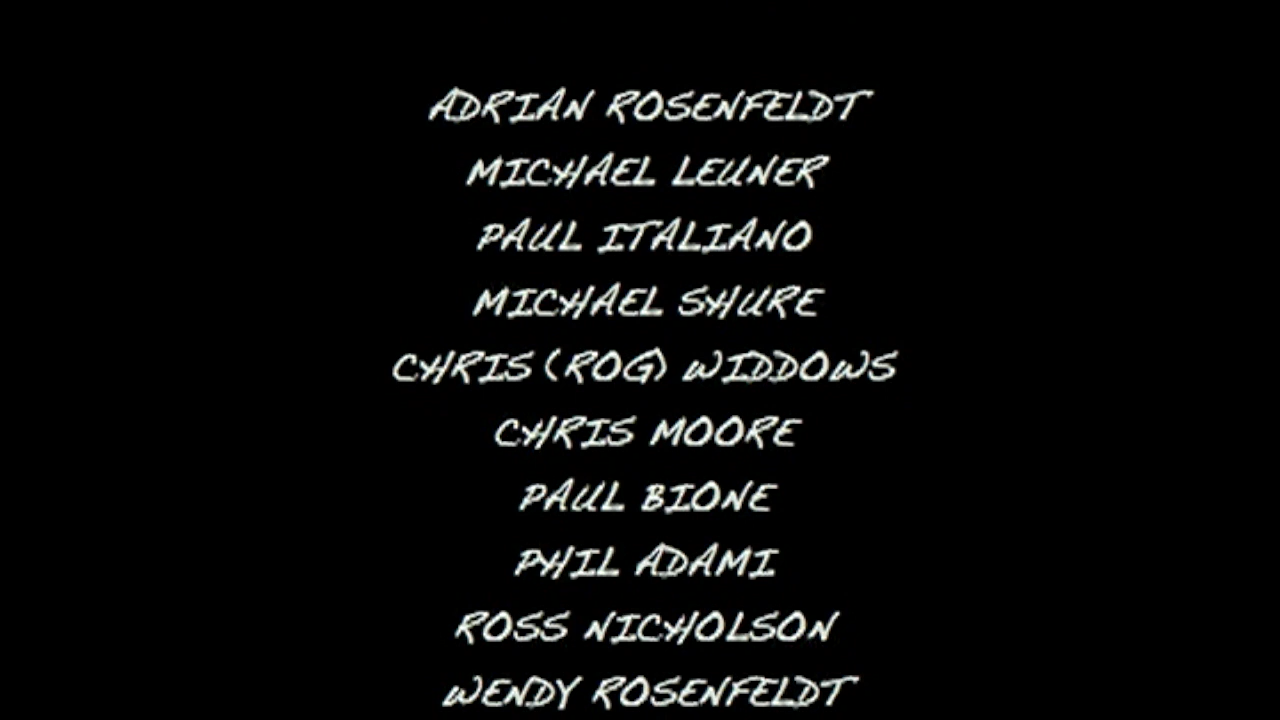 ADRIAN ROSENFELDT
MICHAEL LEUNER
PAUL ITALIANO
MICHAEL SHURE
CHRIS (ROG) WIDDOWS
CHRIS MOORE
PAUL BIONE
PHIL ADAMI
ROSS NICHOLSON
WENDY ROSENFELDT